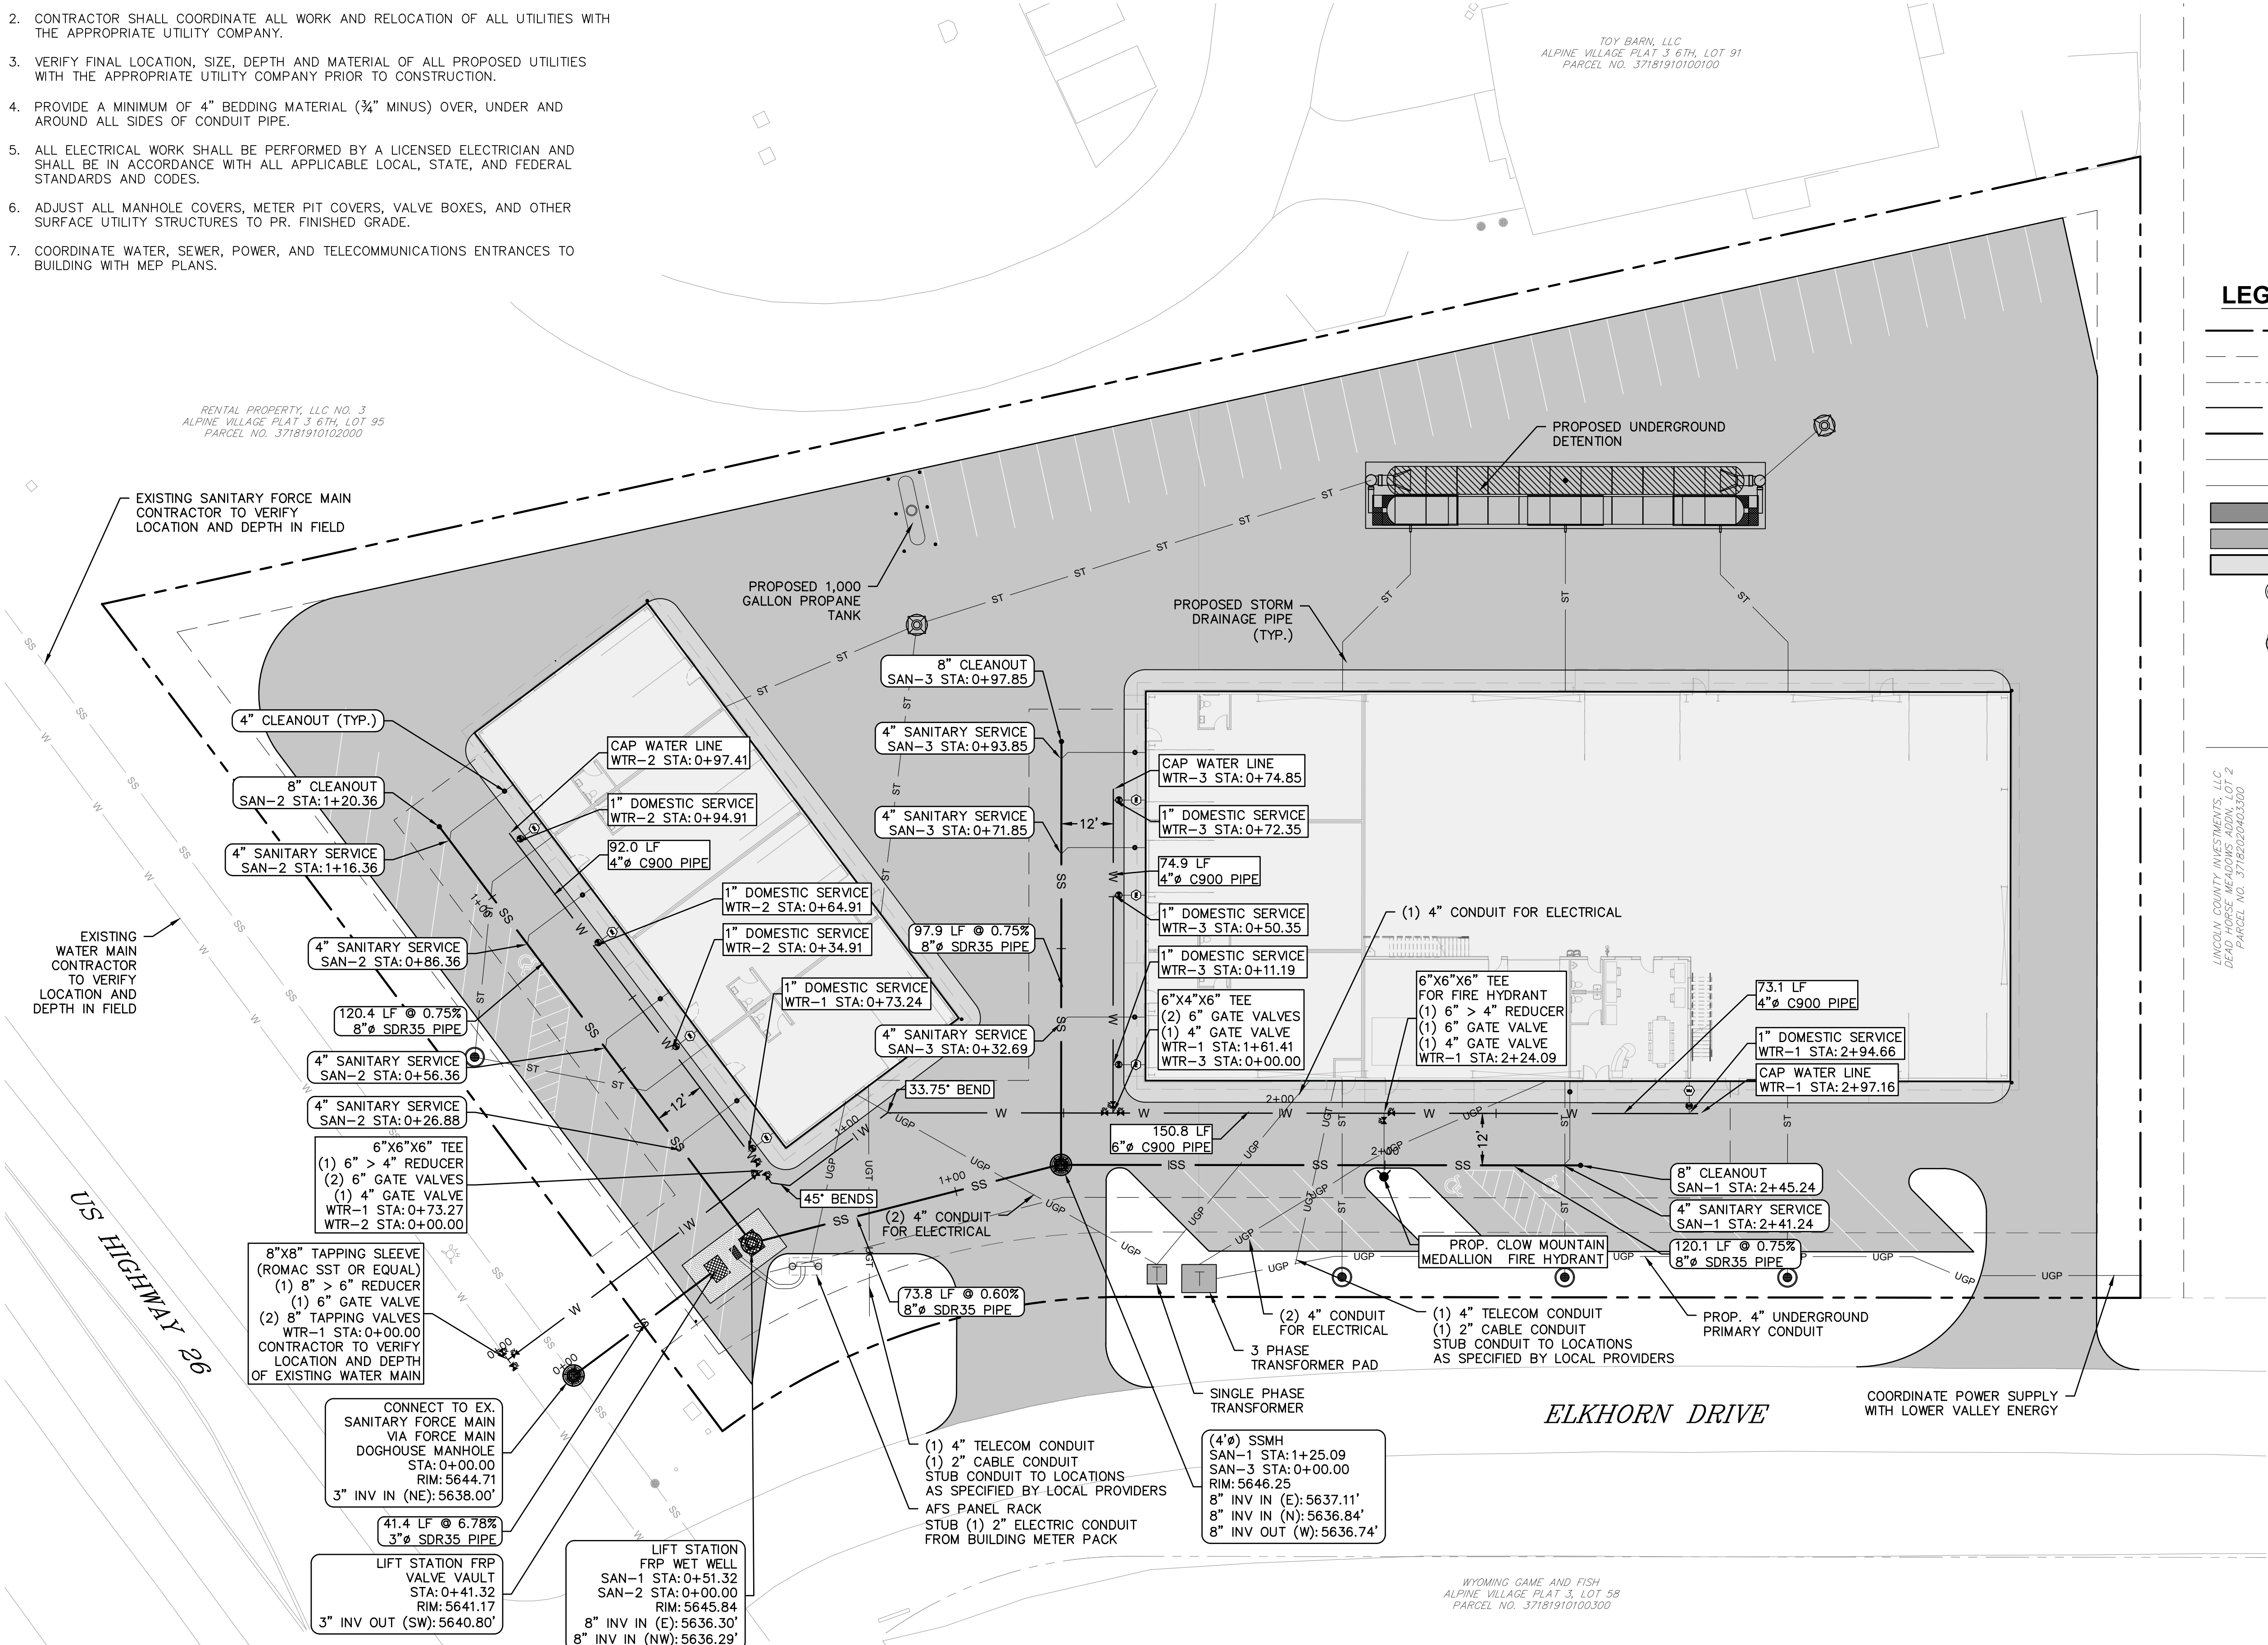 2. CONTRACTOR SHALL COORDINATE ALL WORK AND RELOCATION OF ALL UTILITIES WITH
THE APPROPRIATE UTILITY COMPANY.
3. VERIFY FINAL LOCATION, SIZE, DEPTH AND MATERIAL OF ALL PROPOSED UTILITIES
WITH THE APPROPRIATE UTILITY COMPANY PRIOR TO CONSTRUCTION.
4. PROVIDE A MINIMUM OF 4" BEDDING MATERIAL (¾" MINUS) OVER, UNDER AND
AROUND ALL SIDES OF CONDUIT PIPE.
5. ALL ELECTRICAL WORK SHALL BE PERFORMED BY A LICENSED ELECTRICIAN AND
SHALL BE IN ACCORDANCE WITH ALL APPLICABLE LOCAL, STATE, AND FEDERAL
STANDARDS AND CODES.
6. ADJUST ALL MANHOLE COVERS, METER PIT COVERS, VALVE BOXES, AND OTHER
SURFACE UTILITY STRUCTURES TO PR. FINISHED GRADE.
7. COORDINATE WATER, SEWER, POWER, AND TELECOMMUNICATIONS ENTRANCES TO
BUILDING WITH MEP PLANS.
TOY BARN, LLC
ALPINE VILLAGE PLAT 3 6TH, LOT 91
PARCEL NO. 37181910100100
LEG
RENTAL PROPERTY, LLC NO. 3
ALPINE VILLAGE PLAT 3 6TH, LOT 95
PARCEL NO. 37181910102000
EXISTING SANITARY FORCE MAIN
CONTRACTOR TO VERIFY
LOCATION AND DEPTH IN FIELD
PROPOSED UNDERGROUND
DETENTION
PROPOSED 1,000
GALLON PROPANE
TANK
PROPOSED STORM
DRAINAGE PIPE
(TYP.)
4" CLEANOUT (TYP.)
8" CLEANOUT
SAN-2 STA: 1+20.36
4" SANITARY SERVICE
SAN-2 STA: 1+16.36
EXISTING
WATER MAIN
CONTRACTOR
TO VERIFY
LOCATION AND
DEPTH IN FIELD
4" SANITARY SERVICE
SAN-2 STA: 0+86.36
120.4 LF @ 0.75%
8"ø SDR35 PIPE
4" SANITARY SERVICE
SAN-2 STA: 0+56.36
4" SANITARY SERVICE
SAN-2 STA: 0+26.88
6"X6"X6" TEE
(1) 6" > 4" REDUCER
(2) 6" GATE VALVES
(1) 4" GATE VALVE
WTR-1 STA: 0+73.27
WTR-2 STA: 0+00.00
8"X8" TAPPING SLEEVE
(ROMAC SST OR EQUAL)
(1) 8" > 6" REDUCER
(1) 6" GATE VALVE
(2) 8" TAPPING VALVES
WTR-1 STA: 0+00.00
CONTRACTOR TO VERIFY
LOCATION AND DEPTH
OF EXISTING WATER MAIN
CONNECT TO EX.
SANITARY FORCE MAIN
VIA FORCE MAIN
DOGHOUSE MANHOLE
STA: 0+00.00
RIM: 5644.71
3" INV IN (NE): 5638.00'
41.4 LF @ 6.78%
3"ø SDR35 PIPE
LIFT STATION FRP
VALVE VAULT
STA: 0+41.32
RIM: 5641.17
3" INV OUT (SW): 5640.80'
LIFT STATION
FRP WET WELL
SAN-1 STA: 0+51.32
SAN-2 STA: 0+00.00
RIM: 5645.84
8" INV IN (E): 5636.30'
8" INV IN (NW): 5636.29'
CAP WATER LINE
WTR-2 STA: 0+97.41
1" DOMESTIC SERVICE
WTR-2 STA: 0+94.91
92.0 LF
4"ø C900 PIPE
1" DOMESTIC SERVICE
WTR-2 STA: 0+64.91
1" DOMESTIC SERVICE
WTR-2 STA: 0+34.91
1" DOMESTIC SERVICE
WTR-1 STA: 0+73.24
8" CLEANOUT
SAN-3 STA: 0+97.85
4" SANITARY SERVICE
SAN-3 STA: 0+93.85
4" SANITARY SERVICE
SAN-3 STA: 0+71.85
97.9 LF @ 0.75%
8"ø SDR35 PIPE
4" SANITARY SERVICE
SAN-3 STA: 0+32.69
33.75° BEND
45° BENDS
12'
12'
12'
CAP WATER LINE
WTR-3 STA: 0+74.85
1" DOMESTIC SERVICE
WTR-3 STA: 0+72.35
74.9 LF
4"ø C900 PIPE
1" DOMESTIC SERVICE
WTR-3 STA: 0+50.35
1" DOMESTIC SERVICE
WTR-3 STA: 0+11.19
6"X4"X6" TEE
(2) 6" GATE VALVES
(1) 4" GATE VALVE
WTR-1 STA: 1+61.41
WTR-3 STA: 0+00.00
(1) 4" CONDUIT FOR ELECTRICAL
6"X6"X6" TEE
FOR FIRE HYDRANT
(1) 6" > 4" REDUCER
(1) 6" GATE VALVE
(1) 4" GATE VALVE
WTR-1 STA: 2+24.09
73.1 LF
4"ø C900 PIPE
1" DOMESTIC SERVICE
WTR-1 STA: 2+94.66
CAP WATER LINE
WTR-1 STA: 2+97.16
150.8 LF
6"ø C900 PIPE
(2) 4" CONDUIT
FOR ELECTRICAL
73.8 LF @ 0.60%
8"ø SDR35 PIPE
8" CLEANOUT
SAN-1 STA: 2+45.24
4" SANITARY SERVICE
SAN-1 STA: 2+41.24
120.1 LF @ 0.75%
8"ø SDR35 PIPE
PROP. CLOW MOUNTAIN
MEDALLION FIRE HYDRANT
(2) 4" CONDUIT
FOR ELECTRICAL
3 PHASE
TRANSFORMER PAD
SINGLE PHASE
TRANSFORMER
(1) 4" TELECOM CONDUIT
(1) 2" CABLE CONDUIT
STUB CONDUIT TO LOCATIONS
AS SPECIFIED BY LOCAL PROVIDERS
PROP. 4" UNDERGROUND
PRIMARY CONDUIT
COORDINATE POWER SUPPLY
WITH LOWER VALLEY ENERGY
(4'ø) SSMH
SAN-1 STA: 1+25.09
SAN-3 STA: 0+00.00
RIM: 5646.25
8" INV IN (E): 5637.11'
8" INV IN (N): 5636.84'
8" INV OUT (W): 5636.74'
(1) 4" TELECOM CONDUIT
(1) 2" CABLE CONDUIT
STUB CONDUIT TO LOCATIONS
AS SPECIFIED BY LOCAL PROVIDERS
AFS PANEL RACK
STUB (1) 2" ELECTRIC CONDUIT
FROM BUILDING METER PACK
US HIGHWAY 26
ELKHORN DRIVE
WYOMING GAME AND FISH
ALPINE VILLAGE PLAT 3, LOT 58
PARCEL NO. 37181910100300
LINCOLN COUNTY INVESTMENTS, LLC
DEAD HORSE MEADOWS ADDN, LOT 2
PARCEL NO. 37182020403300
0+00
0+00
1+00
1+00
1+00
2+00
2+00
ST
SS
W
UGP
UGT
T
T